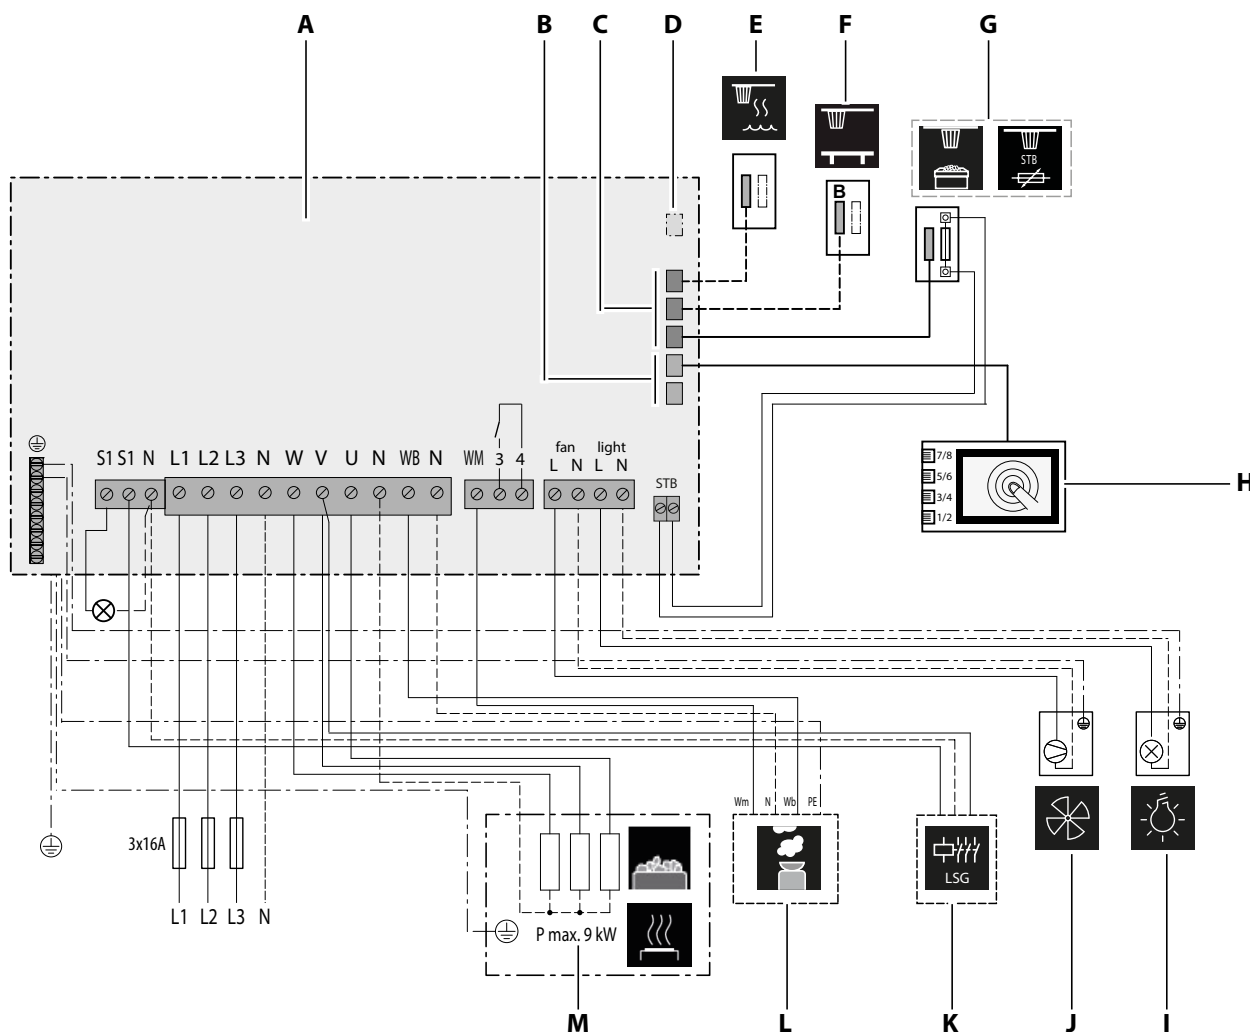 A B C D E F G
STB
B
H
7/8
5/6
3/4
1/2
fan light
S1 S1 N L1 L2 L3 N W V U N WB N WM 3 4 L N L N
STB
3x16A
L1 L2 L3 N
P max. 9 kW
Wm N Wb PE
LSG
M L K J I